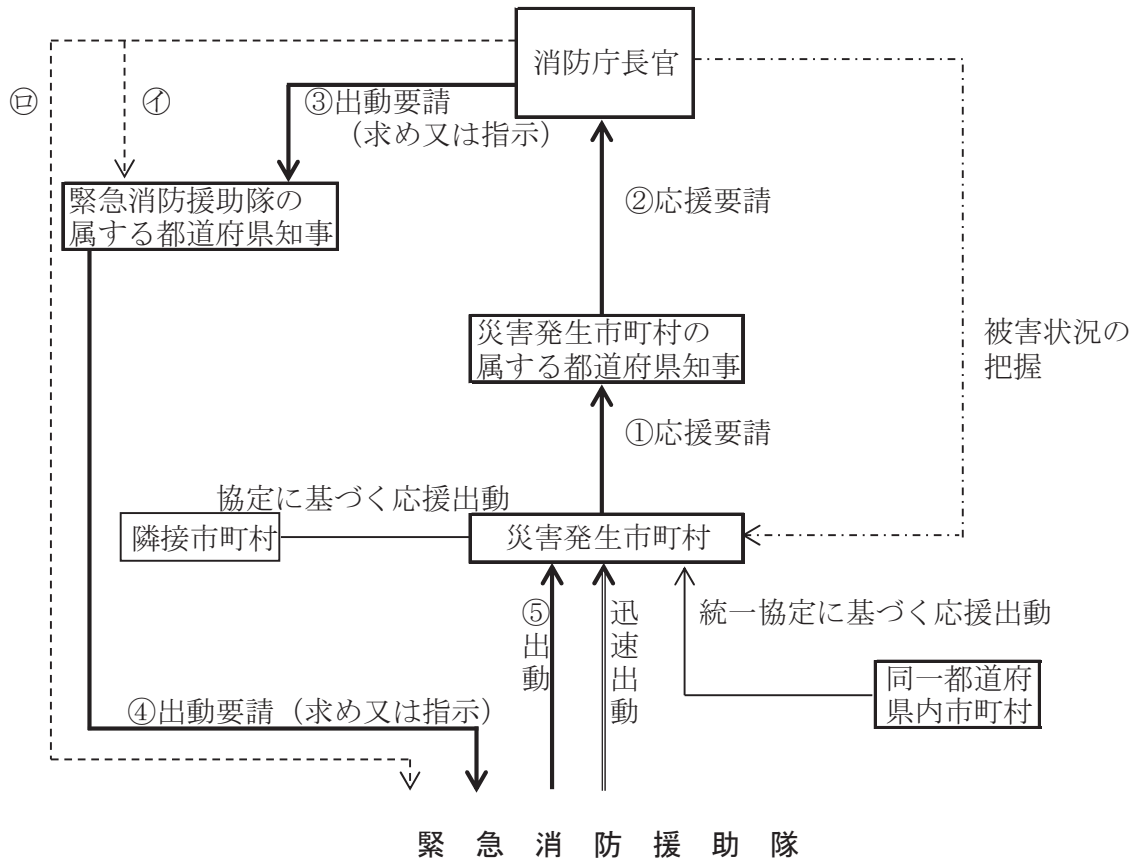 消防庁長官
㋺
㋑
③出動要請
（求め又は指示）
緊急消防援助隊の
属する都道府県知事
②応援要請
災害発生市町村の
属する都道府県知事
被害状況の
把握
①応援要請
協定に基づく応援出動
隣接市町村
災害発生市町村
⑤出動
迅速出動
統一協定に基づく応援出動
同一都道府
県内市町村
④出動要請（求め又は指示）
緊急消防援助隊